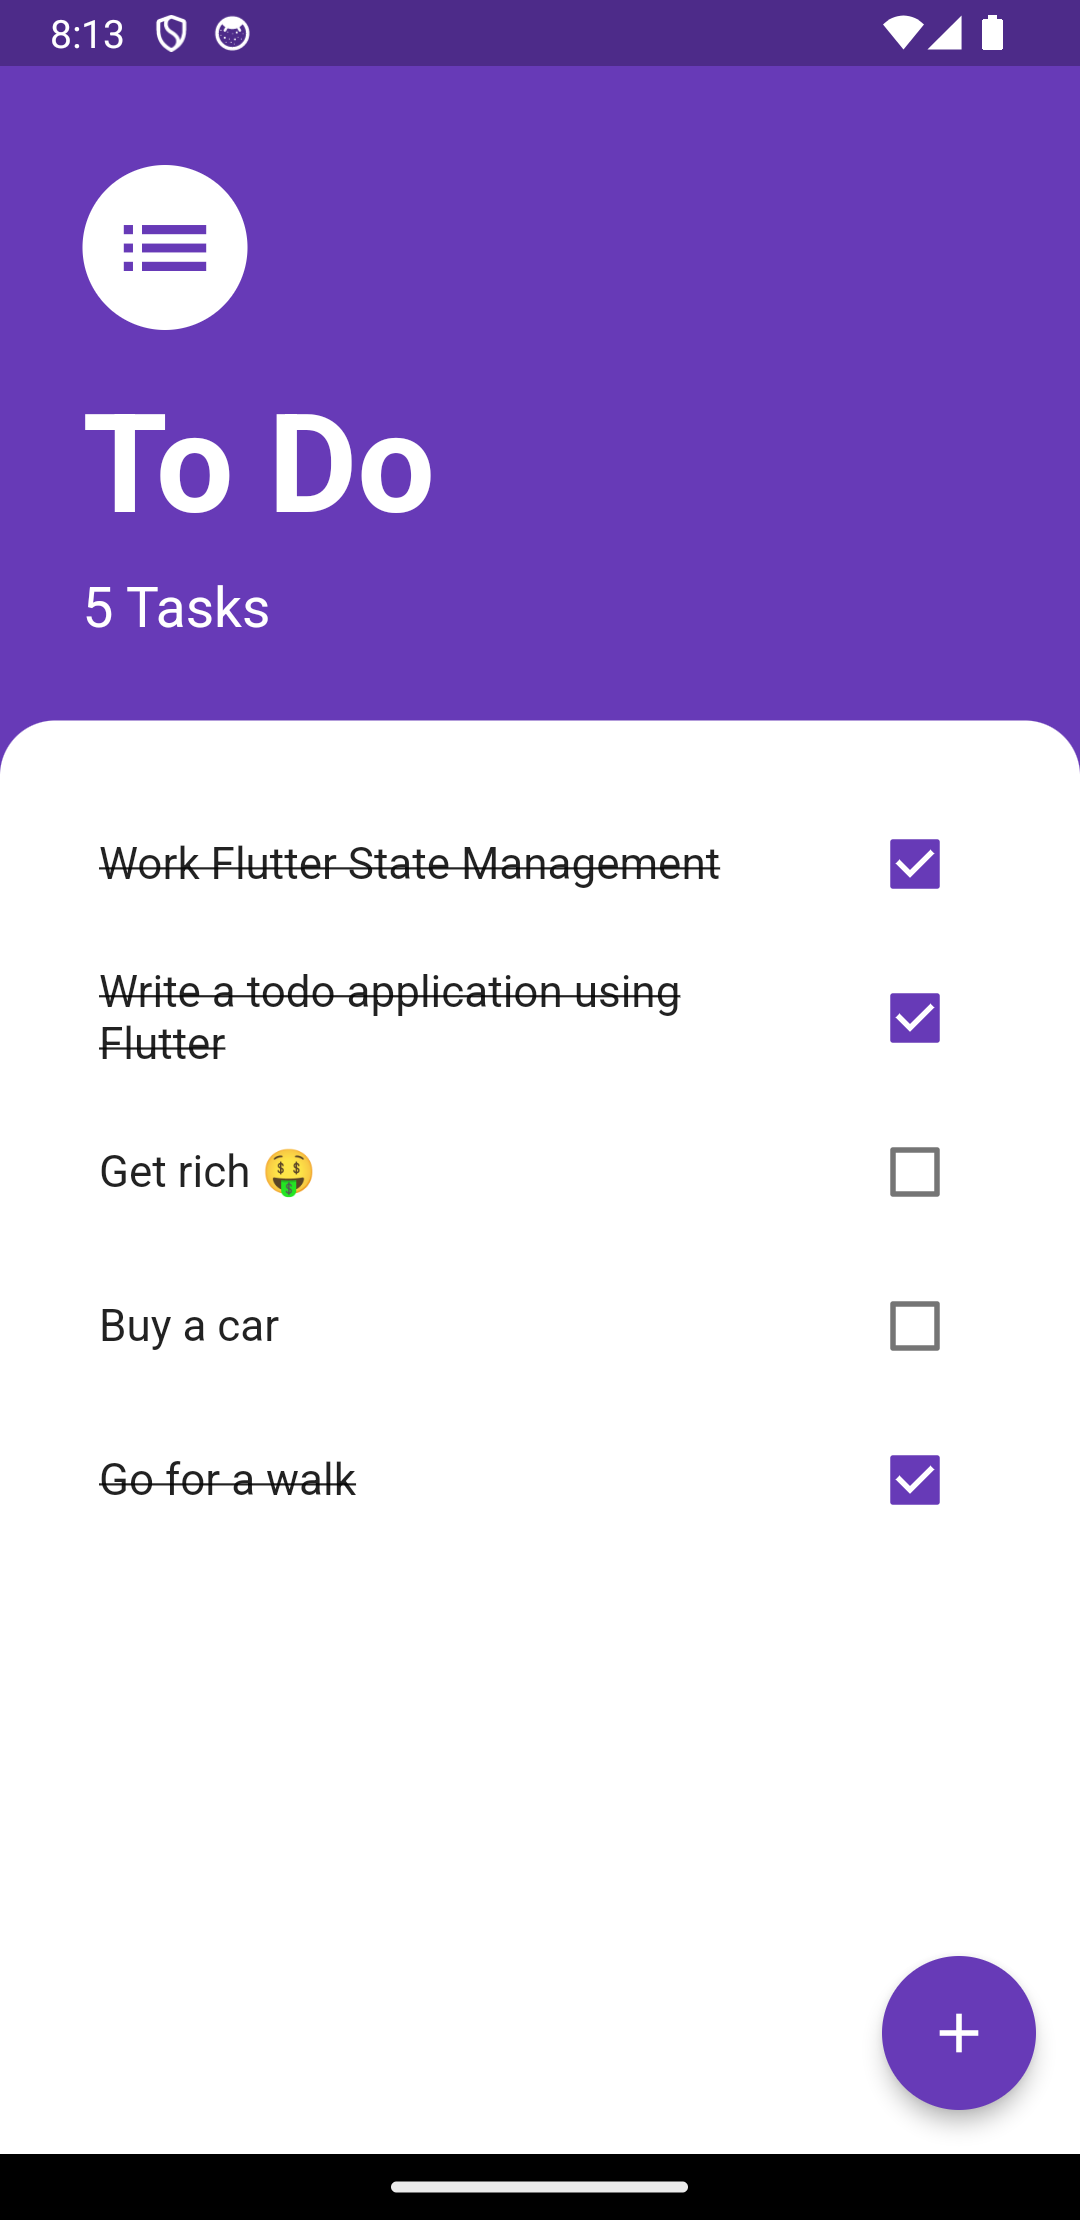 8:13
To Do
5 Tasks
Work Flutter State Management
Write a todo application using
Flutter
Get rich 🤑
Buy a car
Go for a walk